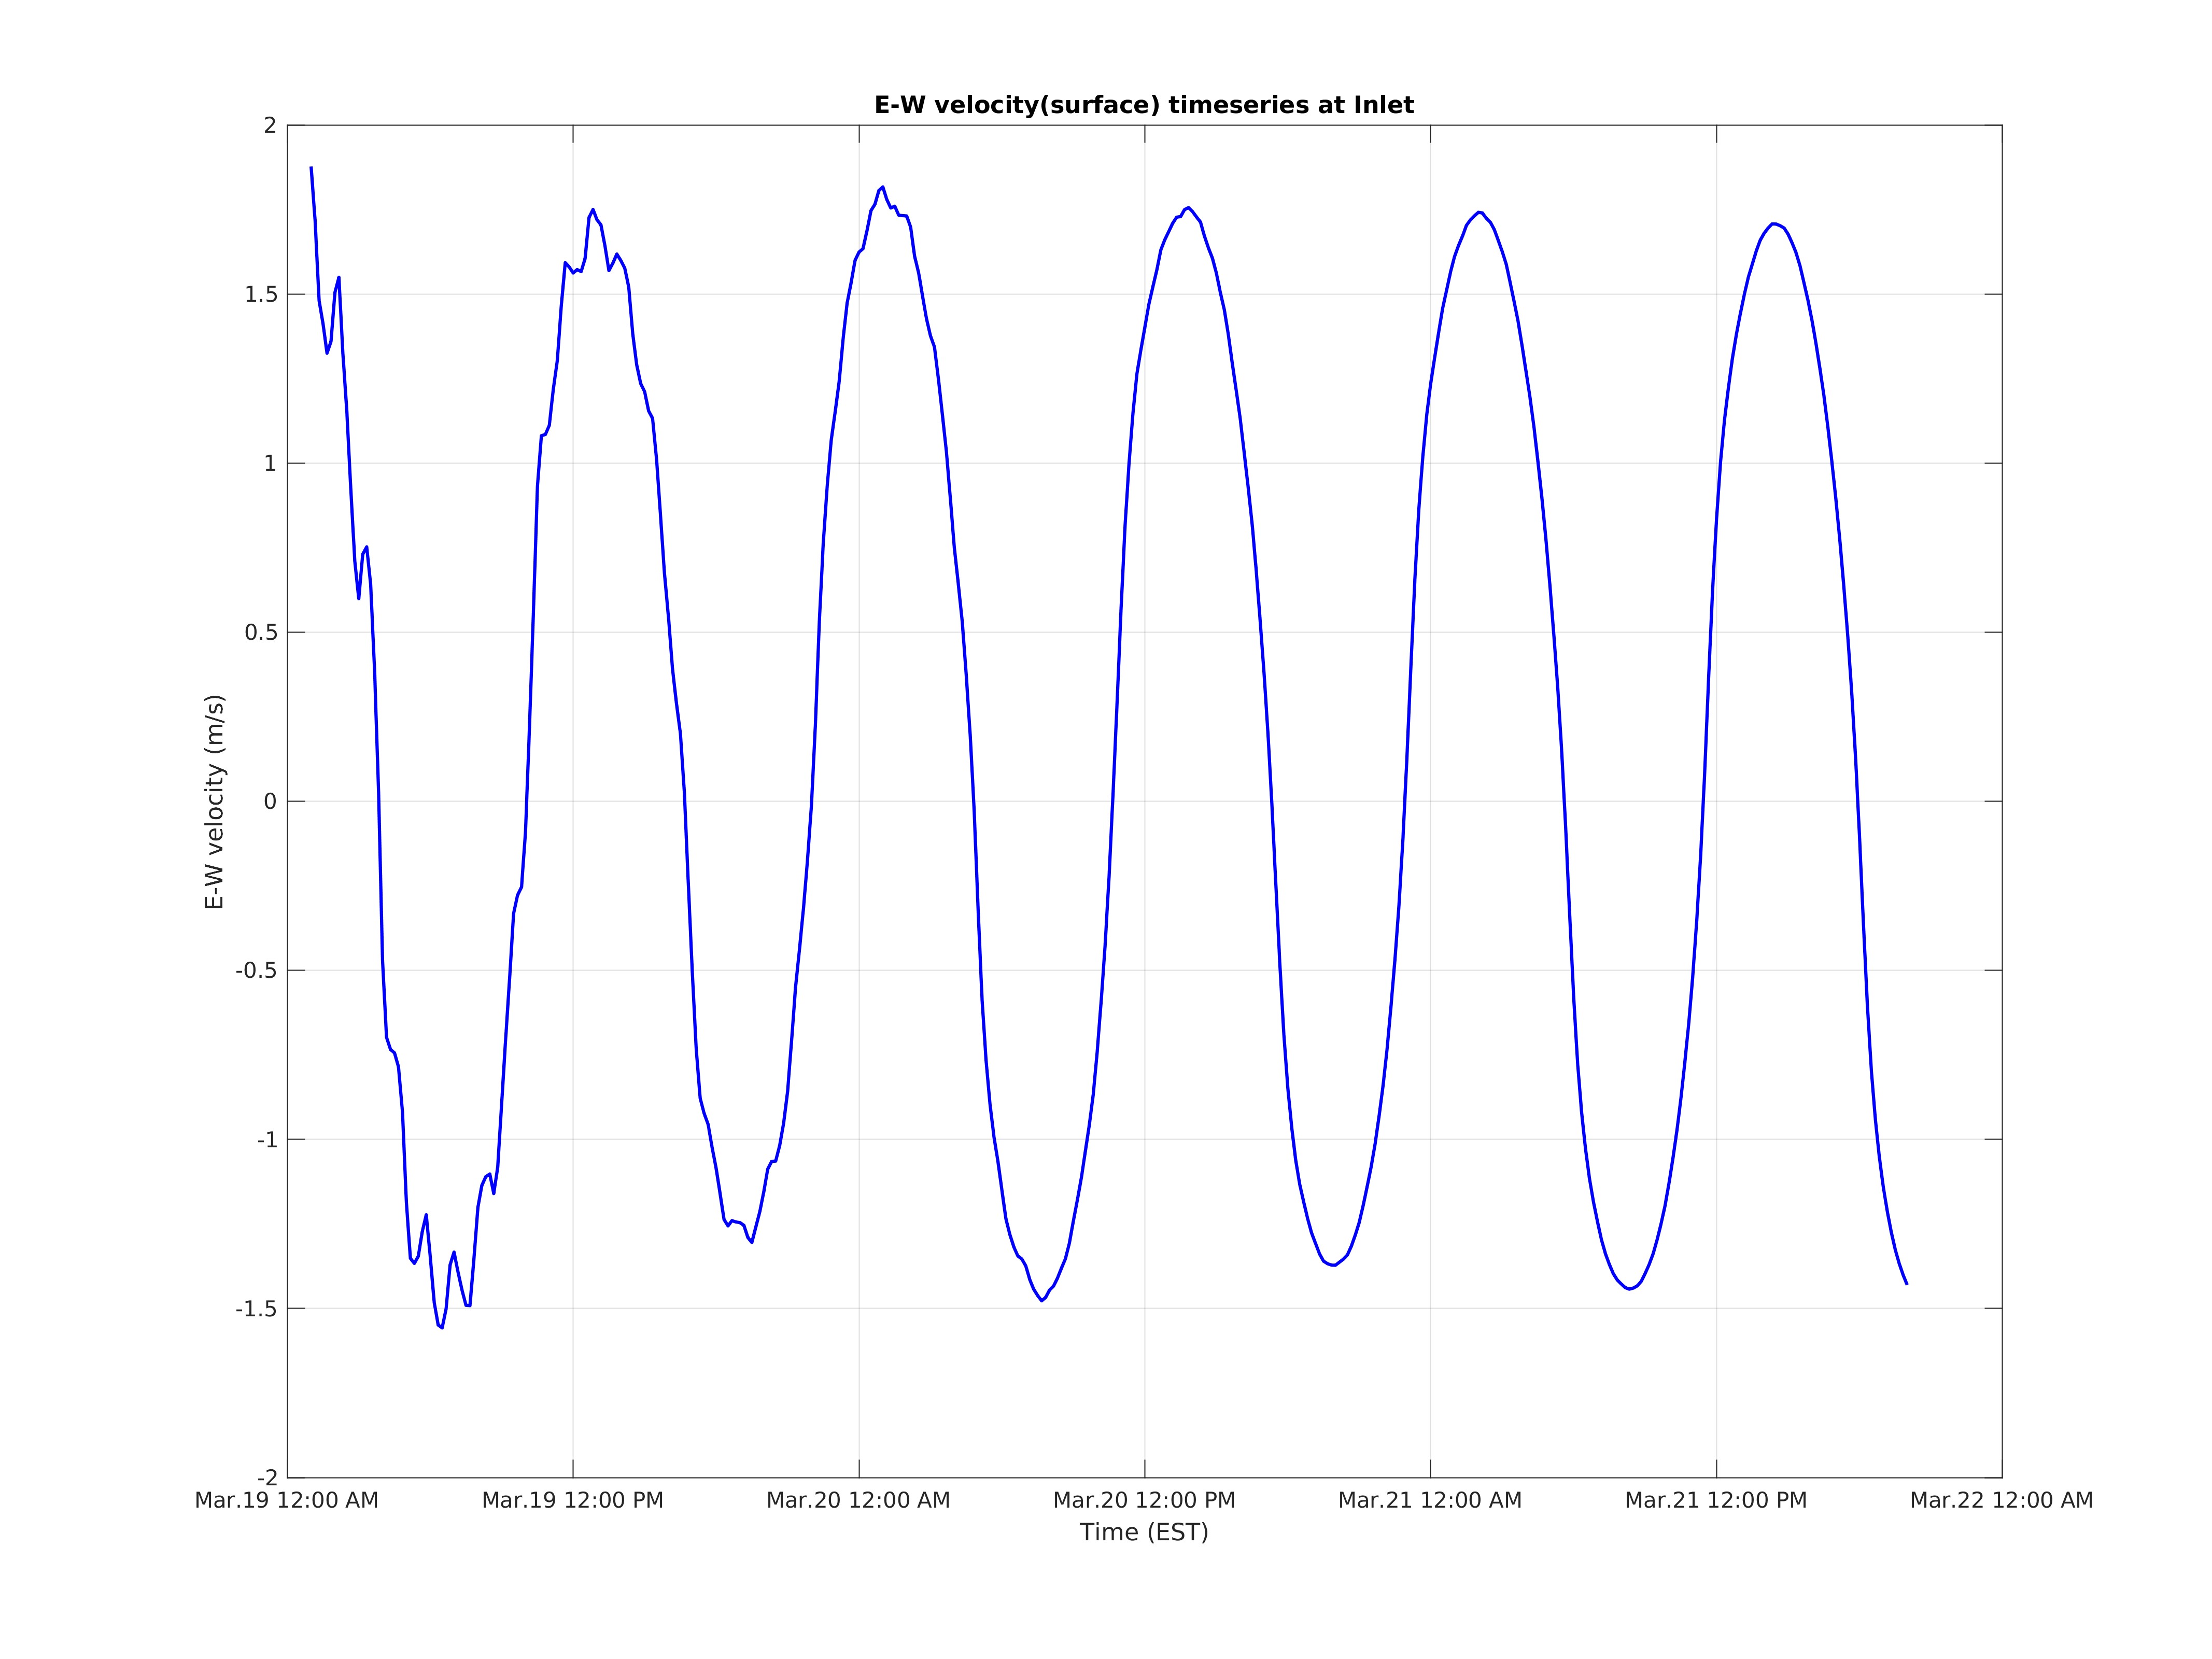 E-W velocity(surface) timeseries at Inlet
2
1.5
1
0.5
0
-0.5
-1
-1.5
-2
E-W velocity (m/s)
Mar.19 12:00 AM Mar.19 12:00 PM Mar.20 12:00 AM Mar.20 12:00 PM Mar.21 12:00 AM Mar.21 12:00 PM Mar.22 12:00 AM
Time (EST)